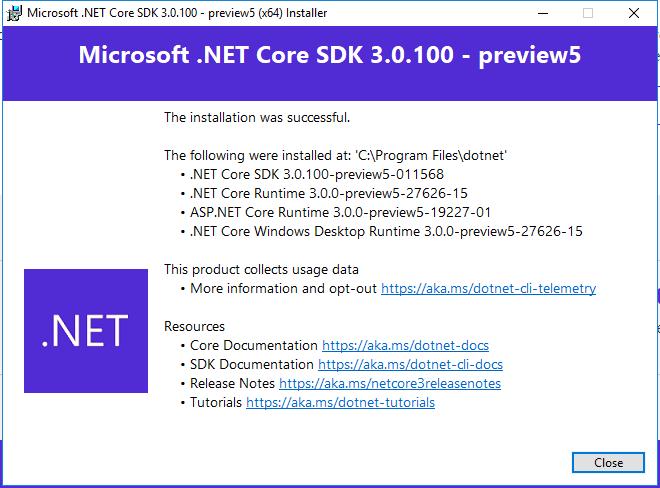 Microsoft .NET Core SDK 3.0.100 - preview5 (x64) Installer
Microsoft .NET Core SDK 3.0.100 - preview5
The installation was successful.
The following were installed at: 'C:\Program Files\dotnet'
• .NET Core SDK 3.0.100-preview5-011568
• .NET Core Runtime 3.0.0-preview5-27626-15
• ASP.NET Core Runtime 3.0.0-preview5-19227-01
• .NET Core Windows Desktop Runtime 3.0.0-preview5-27626-15
This product collects usage data
• More information and opt-out https://aka.ms/dotnet-cli-telemetry
.NET
Resources
• Core Documentation https://aka.ms/dotnet-docs
• SDK Documentation https://aka.ms/dotnet-cli-docs
• Release Notes https://aka.ms/netcore3releasenotes
• Tutorials https://aka.ms/dotnet-tutorials
Close